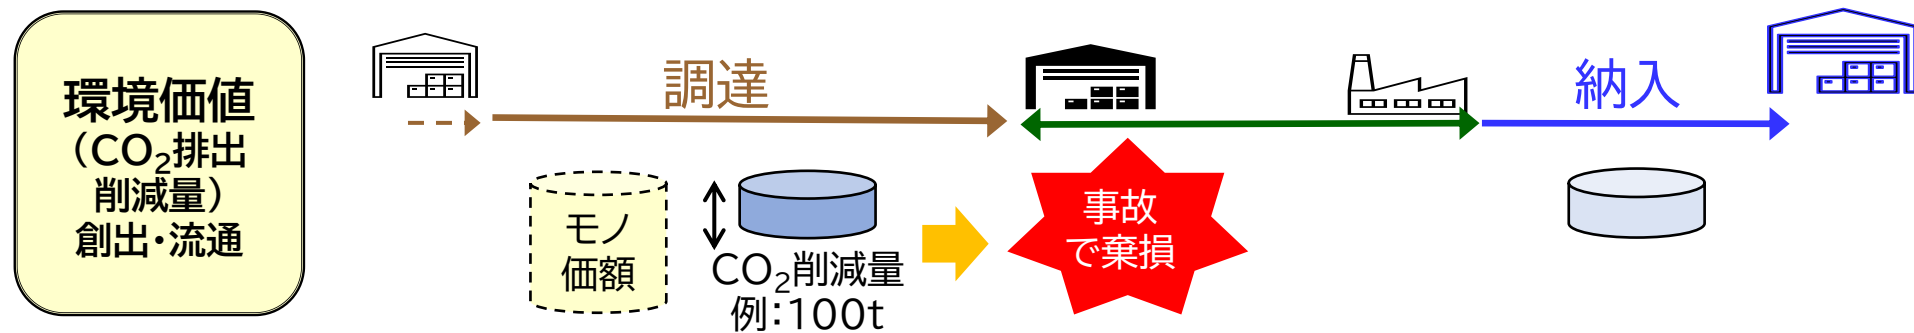 環境価値
（CO₂排出
削減量）
創出・流通
調達
納入
モノ
価額
CO₂削減量
例：100t
事故
で棄損